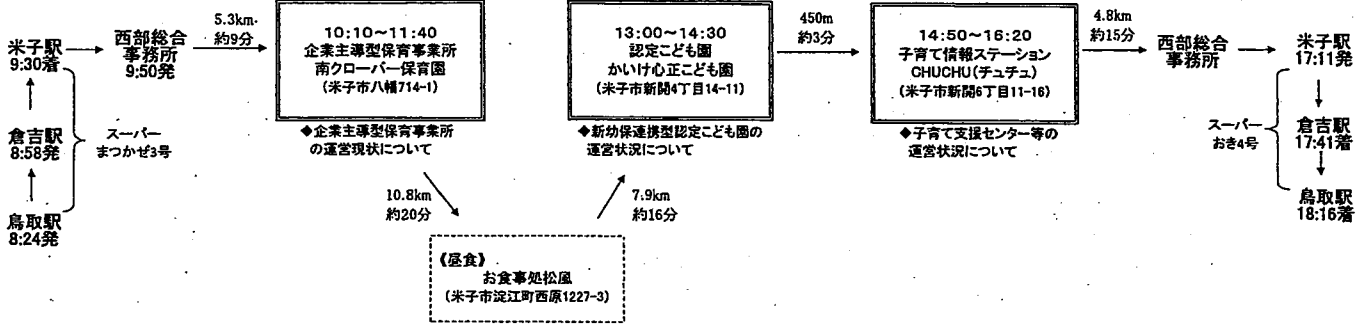 米子駅
9:30着
倉吉駅
8:58発
鳥取駅
8:24発
スーパー
まつかぜ3号
西部総合
事務所
9:50発
5.3km
約9分
10:10～11:40
企業主導型保育事業所
南クローバー保育園
(米子市八幡714-1)
◆企業主導型保育事業所
の運営現状について
10.8km
約20分
《昼食》
お食事処松風
(米子市淀江町西原1227-3)
7.9km
約16分
13:00～14:30
認定こども園
かいけ心正こども園
(米子市新開4丁目14-11)
◆新幼保連携型認定こども園の
運営状況について
450m
約3分
14:50～16:20
子育て情報ステーション
CHUCHU(チュチュ)
(米子市新開6丁目11-16)
◆子育て支援センター等の
運営状況について
4.8km
約15分
西部総合
事務所
米子駅
17:11発
倉吉駅
17:41着
鳥取駅
18:16着
スーパー
おき4号